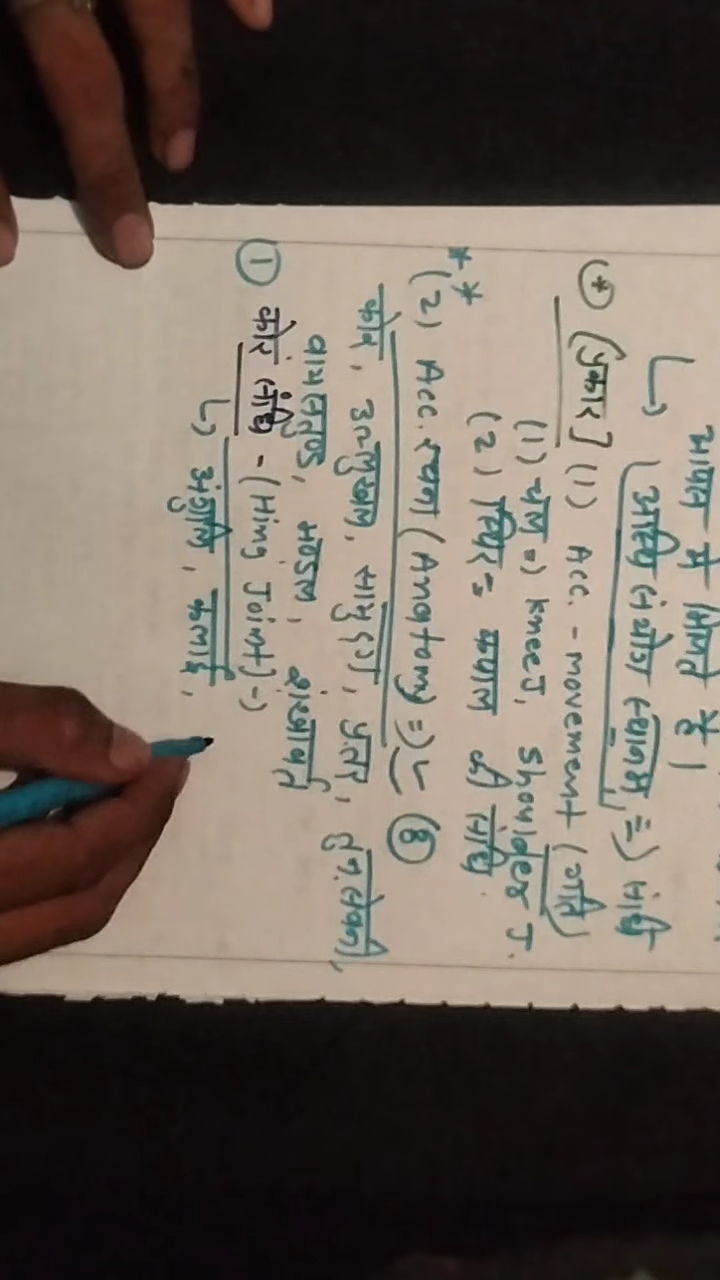 आपस में मिलते है।
↳ (अस्थि संयोग स्थानम् => संधि
(*) [प्रकार] (1) Acc. - movement (गति)
(1) चल => knee J, Shoulder J.
(2) स्थिर = कपाल की संधि.
** (2) Acc. रचना (Anatomy) => (8)
कोर, उल्लुखल, सामुद्ग, प्रतर, तुन्नसेवनी,
वायसतुण्ड, मण्डल, शंखावर्त
(1) कोर संधि - (Hing Joint) -)
↳ अंगुलि, कलाई,